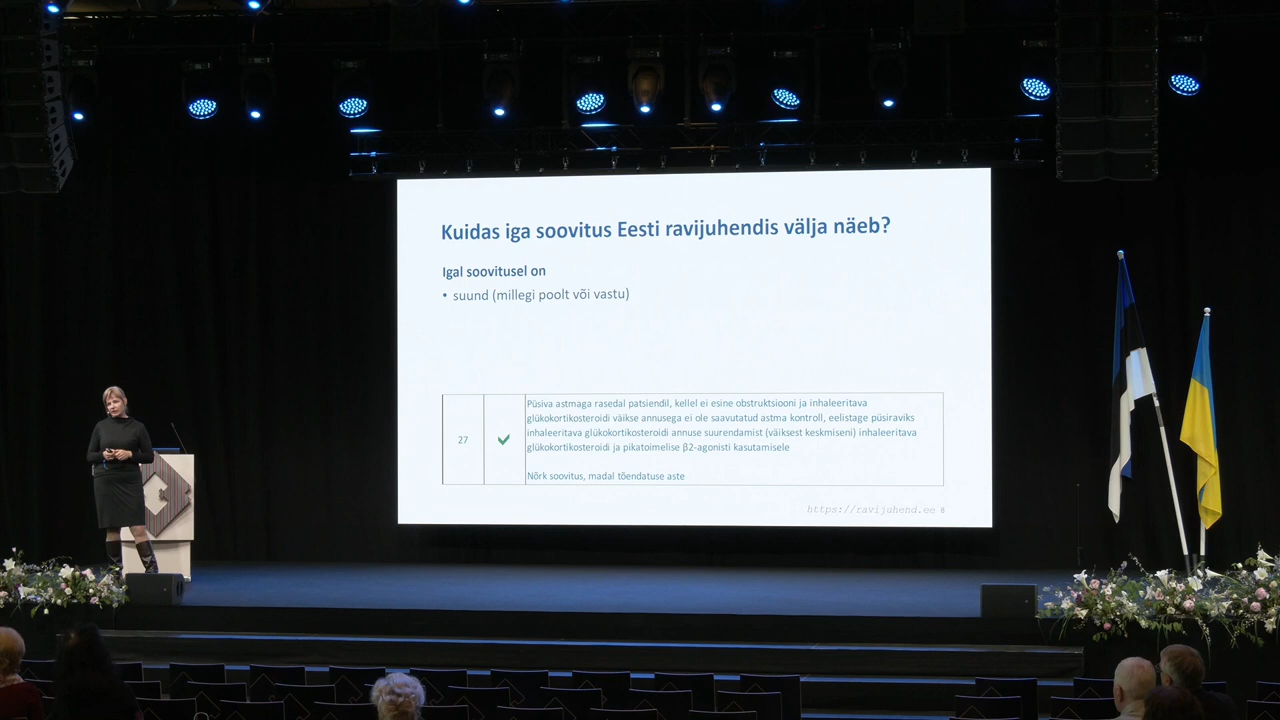 Kuidas iga soovitus Eesti ravijuhendis välja näeb?
Igal soovitusel on
• suund (millegi poolt või vastu)
27
Püsiva astmaga rasedal patsiendil, kellel ei esine obstruktsiooni ja inhaleeritava
glükokortikosteroidi väikse annusega ei ole saavutatud astma kontroll, eelistage püsiraviks
inhaleeritava glükokortikosteroidi annuse suurendamist (väiksest keskmiseni) inhaleeritava
glükokortikosteroidi ja pikatoimelise β2-agonisti kasutamisele
Nõrk soovitus, madal tõendatuse aste
https://ravijuhend.ee 8